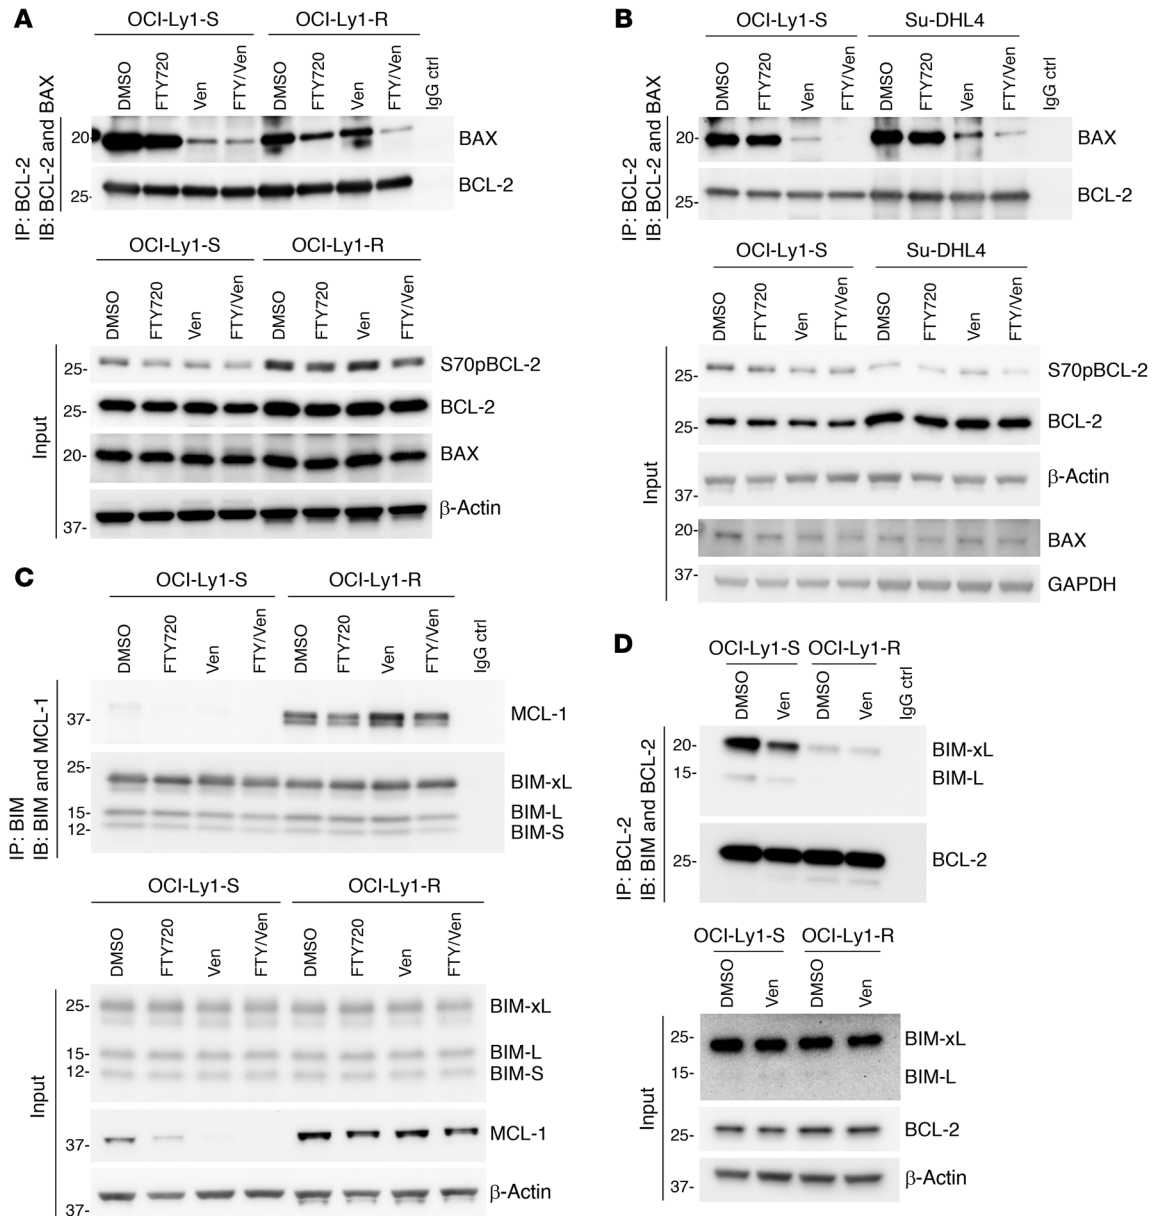 A
OCI-Ly1-S OCI-Ly1-R
DMSO FTY720 Ven FTY/Ven DMSO FTY720 Ven FTY/Ven IgG ctrl
IP: BCL-2
IB: BCL-2 and BAX
20- BAX
25- BCL-2
OCI-Ly1-S OCI-Ly1-R
DMSO FTY720 Ven FTY/Ven DMSO FTY720 Ven FTY/Ven
Input
25- S70pBCL-2
25- BCL-2
20- BAX
37- β-Actin
B
OCI-Ly1-S Su-DHL4
DMSO FTY720 Ven FTY/Ven DMSO FTY720 Ven FTY/Ven IgG ctrl
IP: BCL-2
IB: BCL-2 and BAX
20- BAX
25- BCL-2
OCI-Ly1-S Su-DHL4
DMSO FTY720 Ven FTY/Ven DMSO FTY720 Ven FTY/Ven
Input
25- S70pBCL-2
25- BCL-2
37- β-Actin
20- BAX
37- GAPDH
C
OCI-Ly1-S OCI-Ly1-R
DMSO FTY720 Ven FTY/Ven DMSO FTY720 Ven FTY/Ven IgG ctrl
IP: BIM
IB: BIM and MCL-1
37- MCL-1
25- BIM-xL
15- BIM-L
12- BIM-S
OCI-Ly1-S OCI-Ly1-R
DMSO FTY720 Ven FTY/Ven DMSO FTY720 Ven FTY/Ven
Input
25- BIM-xL
15- BIM-L
12- BIM-S
37- MCL-1
37- β-Actin
D
OCI-Ly1-S OCI-Ly1-R
DMSO Ven DMSO Ven IgG ctrl
IP: BCL-2
IB: BIM and BCL-2
20- BIM-xL
15- BIM-L
25- BCL-2
OCI-Ly1-S OCI-Ly1-R
DMSO Ven DMSO Ven
Input
25- BIM-xL
15- BIM-L
25- BCL-2
37- β-Actin